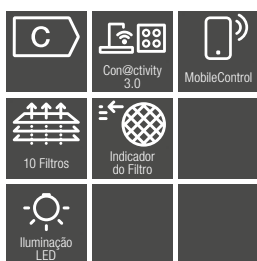 C
Con@ctivity
3.0
MobileControl
10 Filtros
Indicador
do Filtro
Iluminação
LED